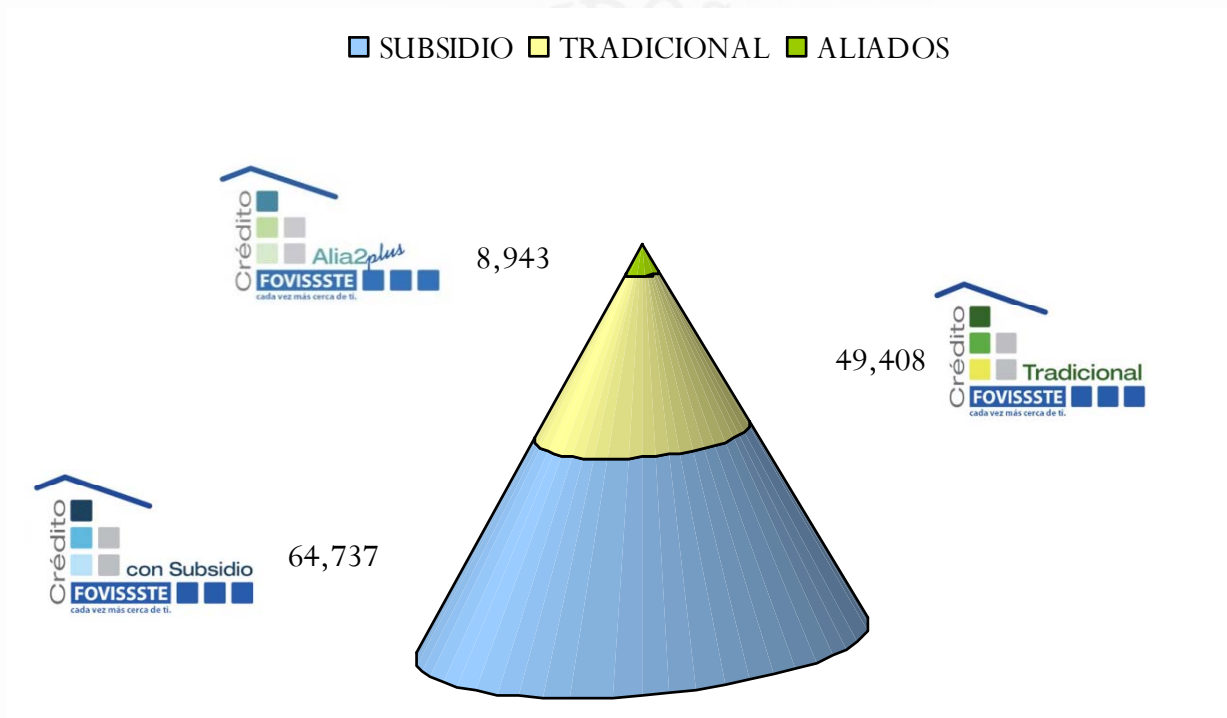 SUBSIDIO TRADICIONAL ALIADOS
Crédito
Alia2plus
FOVISSSTE
cada vez más cerca de ti.
8,943
49,408
Crédito
Tradicional
FOVISSSTE
cada vez más cerca de ti.
Crédito
con Subsidio
FOVISSSTE
cada vez más cerca de ti.
64,737